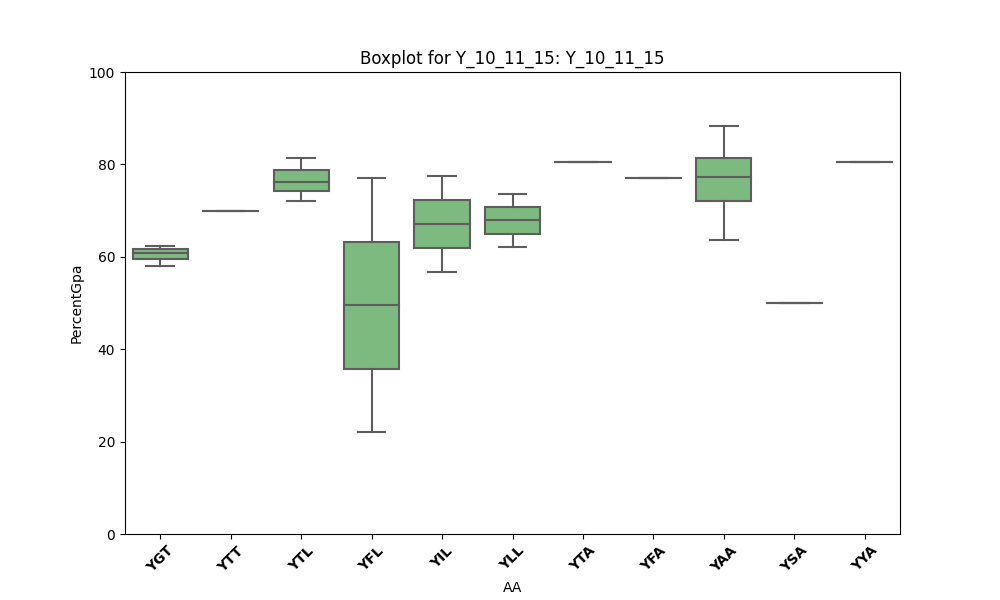 Boxplot for Y_10_11_15: Y_10_11_15
100
80
60
40
20
0
PercentGpa
YGT YTT YTL YFL YIL YLL YTA YFA YAA YSA YYA
AA